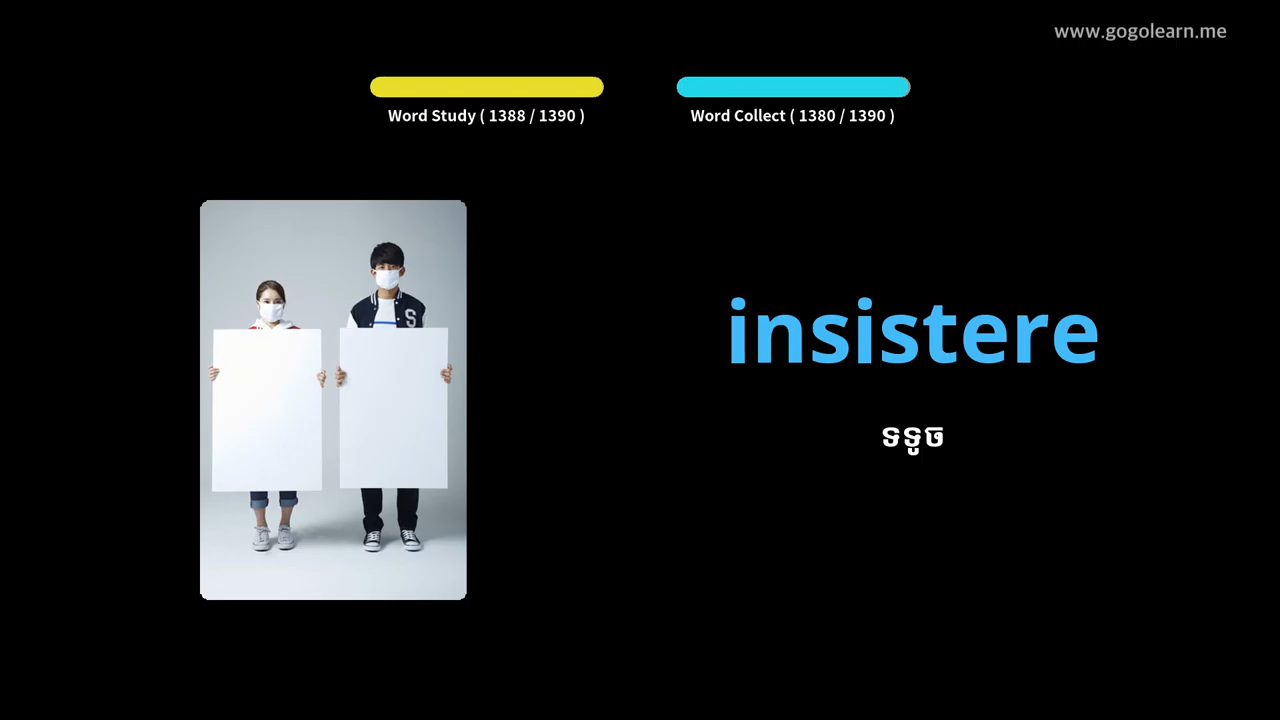 www.gogolearn.me
Word Study ( 1388 / 1390 )
Word Collect ( 1380 / 1390 )
S
insistere
ទទូច